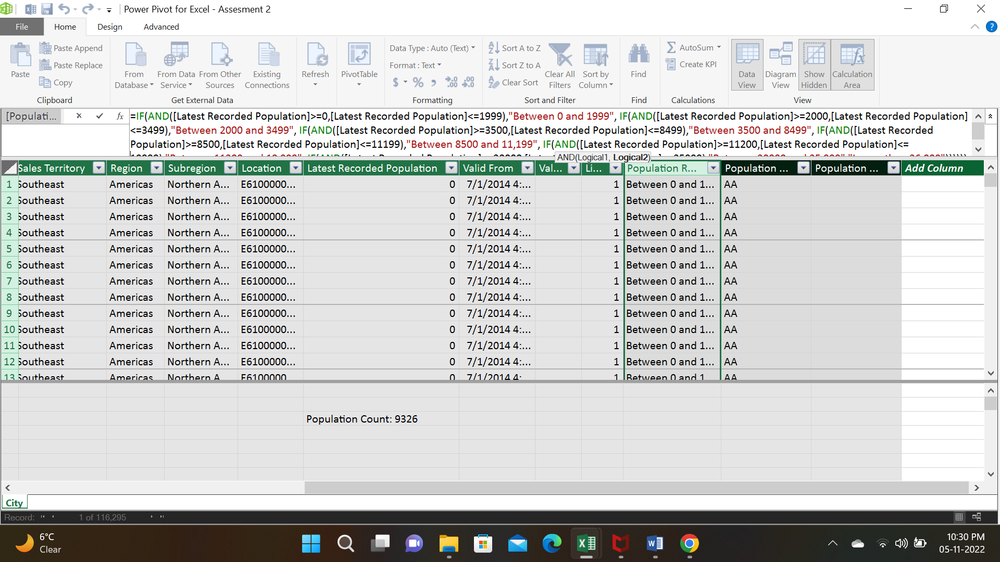 Power Pivot for Excel - Assesment 2
File Home Design Advanced
Paste
Paste Append
Paste Replace
Copy
Clipboard
From Database
From Data Service
From Other Sources
Existing Connections
Get External Data
Refresh
PivotTable
Data Type : Auto (Text)
Format : Text
$ % ,
Formatting
Sort A to Z
Sort Z to A
Clear Sort
Clear All Filters
Sort by Column
Sort and Filter
Find
Find
AutoSum
Create KPI
Calculations
Data View
Diagram View
Show Hidden
Calculation Area
View
[Populati... fx =IF(AND([Latest Recorded Population]>=0,[Latest Recorded Population]<=1999),"Between 0 and 1999", IF(AND([Latest Recorded Population]>=2000,[Latest Recorded Population]
<=3499),"Between 2000 and 3499", IF(AND([Latest Recorded Population]>=3500,[Latest Recorded Population]<=8499),"Between 3500 and 8499", IF(AND([Latest Recorded
Population]>=8500,[Latest Recorded Population]<=11199),"Between 8500 and 11,199", IF(AND([Latest Recorded Population]>=11200,[Latest Recorded Population]<=
AND(Logical1, Logical2)
Sales Territory Region Subregion Location Latest Recorded Population Valid From Val... Li... Population R... Population ... Population ... Add Column
1 Southeast Americas Northern A... E6100000... 0 7/1/2014 4:... 1 Between 0 and 1... AA
2 Southeast Americas Northern A... E6100000... 0 7/1/2014 4:... 1 Between 0 and 1... AA
3 Southeast Americas Northern A... E6100000... 0 7/1/2014 4:... 1 Between 0 and 1... AA
4 Southeast Americas Northern A... E6100000... 0 7/1/2014 4:... 1 Between 0 and 1... AA
5 Southeast Americas Northern A... E6100000... 0 7/1/2014 4:... 1 Between 0 and 1... AA
6 Southeast Americas Northern A... E6100000... 0 7/1/2014 4:... 1 Between 0 and 1... AA
7 Southeast Americas Northern A... E6100000... 0 7/1/2014 4:... 1 Between 0 and 1... AA
8 Southeast Americas Northern A... E6100000... 0 7/1/2014 4:... 1 Between 0 and 1... AA
9 Southeast Americas Northern A... E6100000... 0 7/1/2014 4:... 1 Between 0 and 1... AA
10 Southeast Americas Northern A... E6100000... 0 7/1/2014 4:... 1 Between 0 and 1... AA
11 Southeast Americas Northern A... E6100000... 0 7/1/2014 4:... 1 Between 0 and 1... AA
12 Southeast Americas Northern A... E6100000... 0 7/1/2014 4:... 1 Between 0 and 1... AA
13 Southeast Americas Northern A E6100000 0 7/1/2014 4: 1 Between 0 and 1 AA
Population Count: 9326
City
Record: 1 of 116,295
6°C
Clear
10:30 PM
05-11-2022